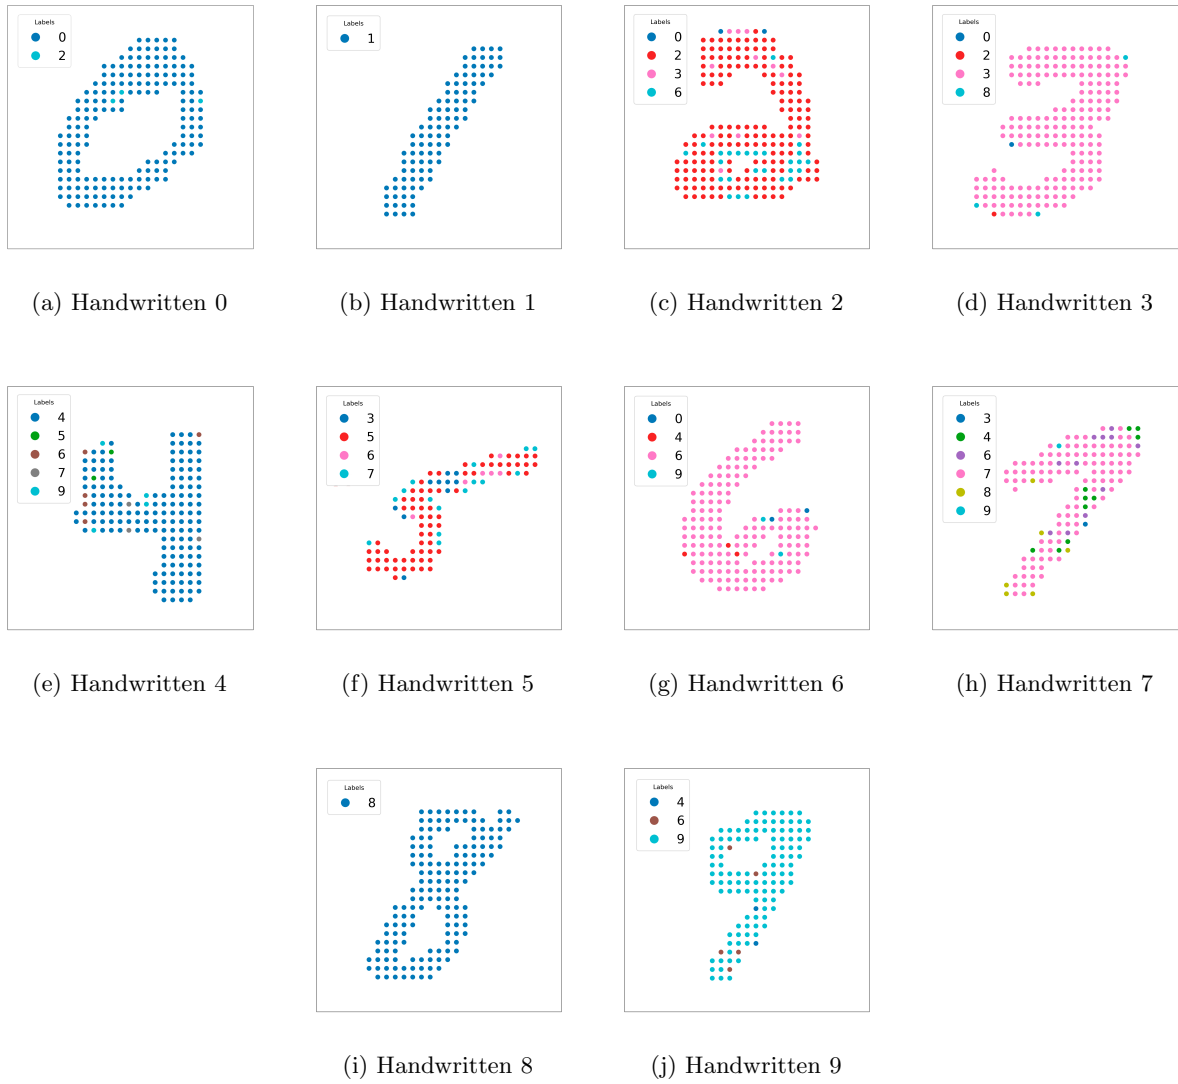 Labels
0
2
Labels
1
Labels
0
2
3
6
Labels
0
2
3
8
(a) Handwritten 0
(b) Handwritten 1
(c) Handwritten 2
(d) Handwritten 3
Labels
4
5
6
7
9
Labels
3
5
6
7
Labels
0
4
6
9
Labels
3
4
6
7
8
9
(e) Handwritten 4
(f) Handwritten 5
(g) Handwritten 6
(h) Handwritten 7
Labels
8
Labels
4
6
9
(i) Handwritten 8
(j) Handwritten 9